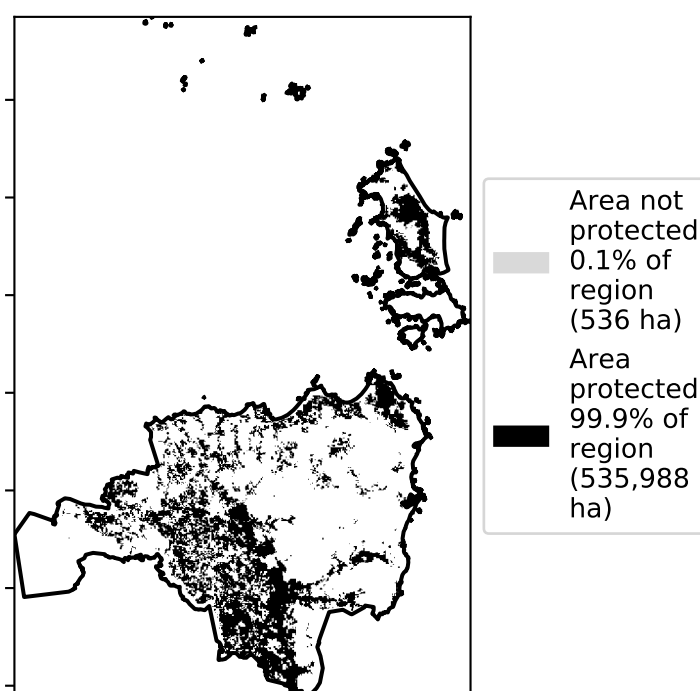 Area not
protected
0.1% of
region
(536 ha)
Area
protected
99.9% of
region
(535,988
ha)